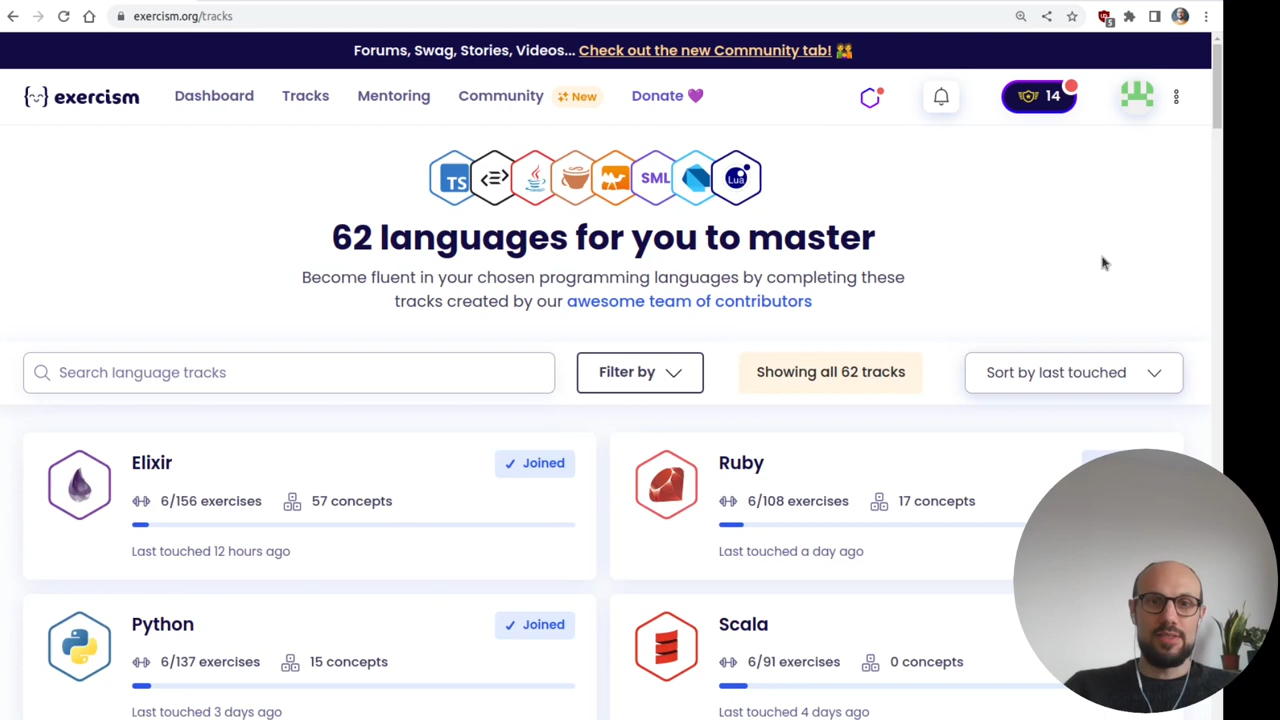 exercism.org/tracks
5
Forums, Swag, Stories, Videos... Check out the new Community tab!
exercism Dashboard Tracks Mentoring Community New Donate 14
TS SML Lua
62 languages for you to master
Become fluent in your chosen programming languages by completing these
tracks created by our awesome team of contributors
Search language tracks Filter by Showing all 62 tracks Sort by last touched
Elixir Joined
6/156 exercises 57 concepts
Last touched 12 hours ago
Ruby
6/108 exercises 17 concepts
Last touched a day ago
Python Joined
6/137 exercises 15 concepts
Last touched 3 days ago
Scala
6/91 exercises 0 concepts
Last touched 4 days ago